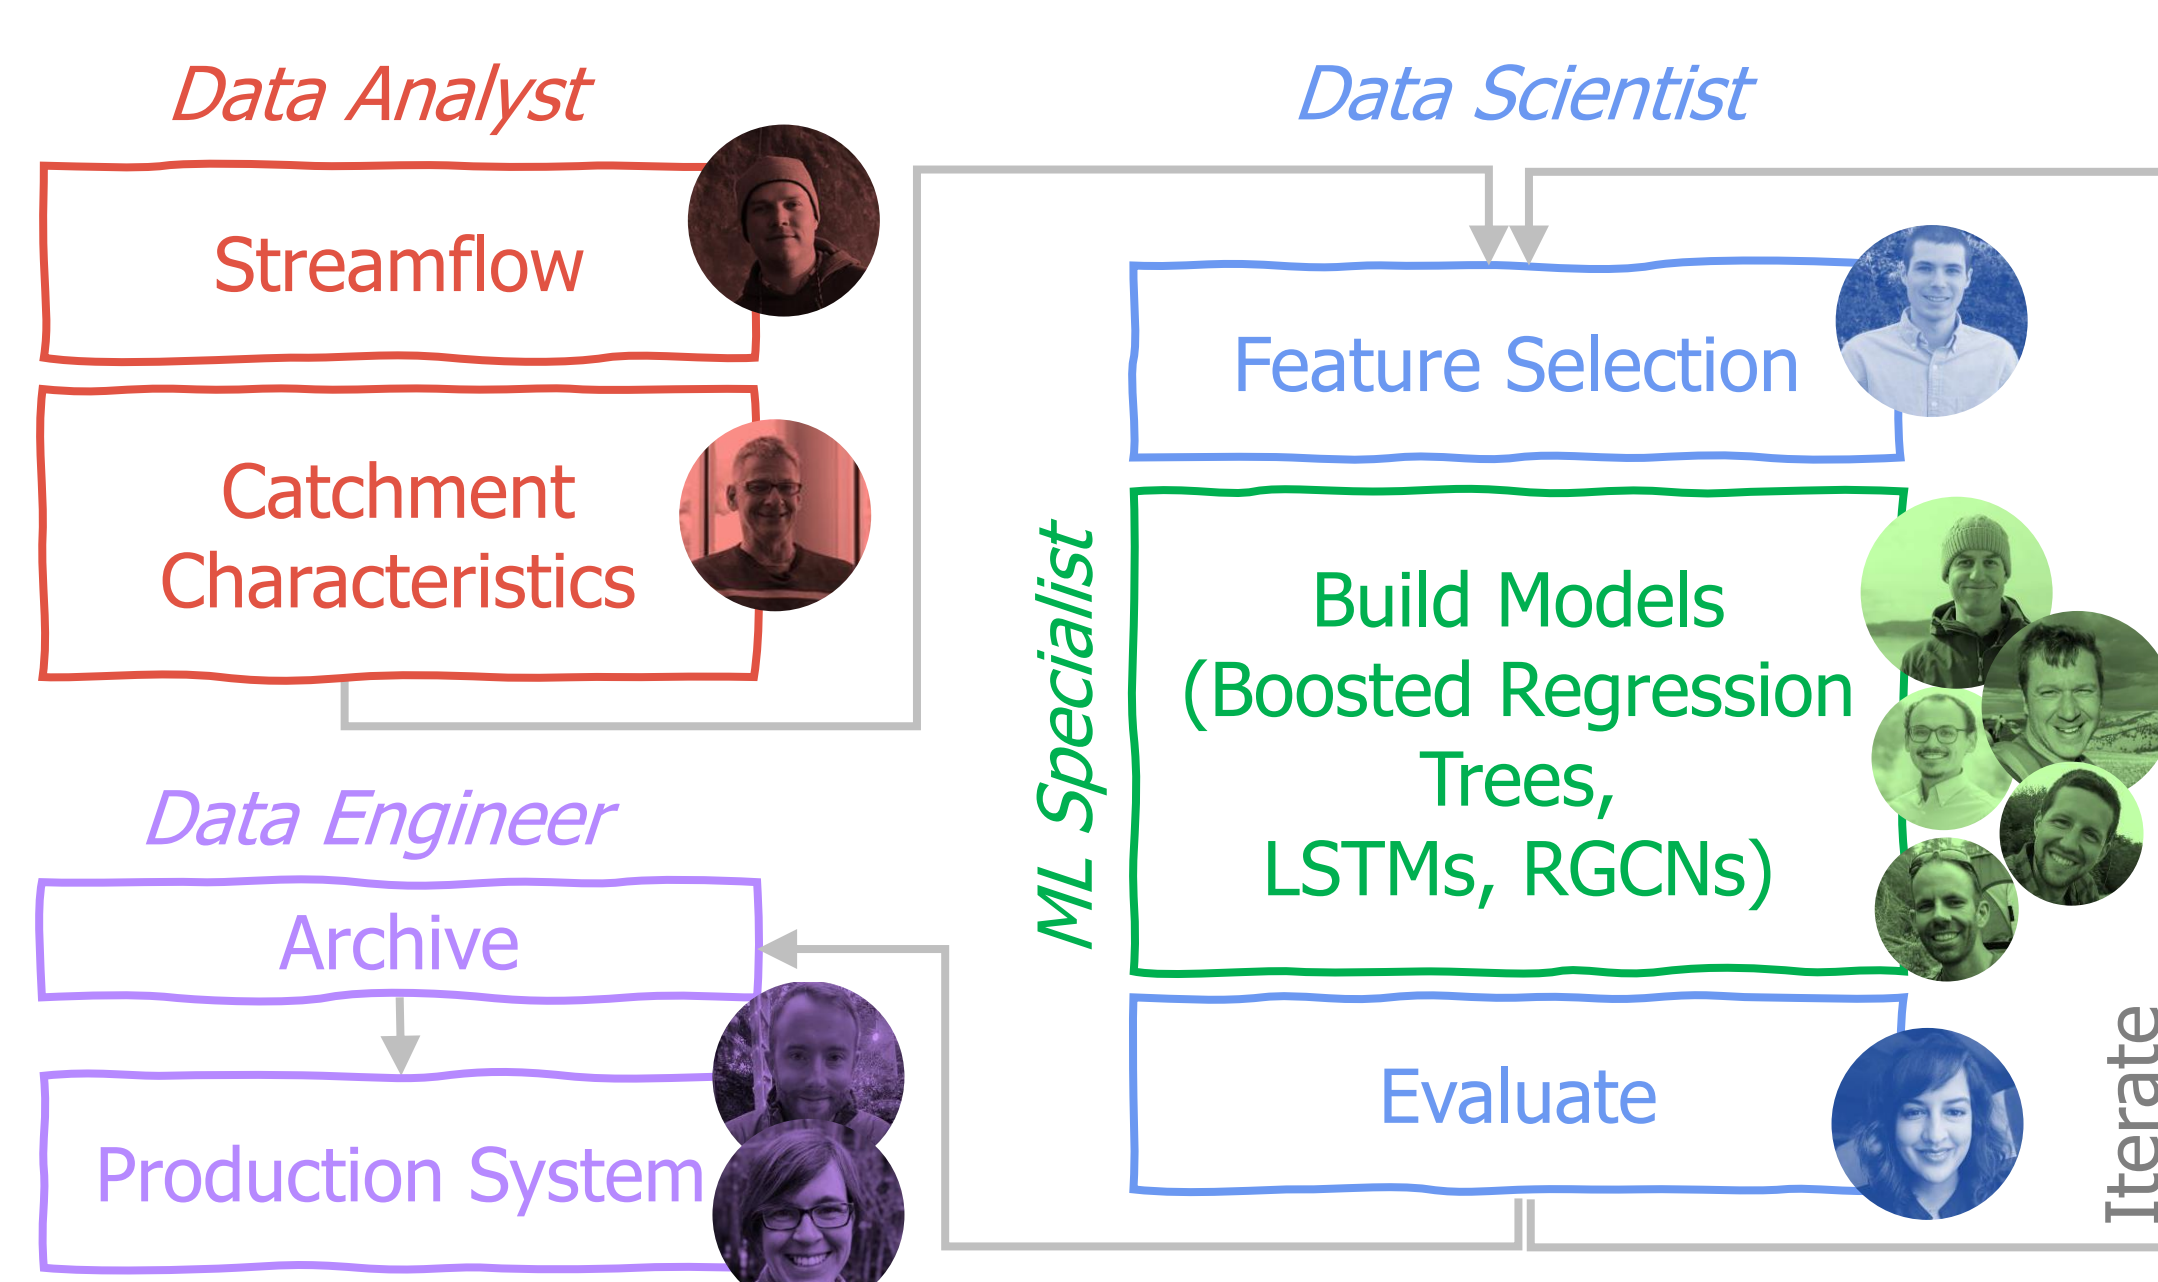 Data Analyst
Streamflow
Catchment
Characteristics
Data Engineer
Archive
Production System
Data Scientist
Feature Selection
ML Specialist
Build Models
(Boosted Regression
Trees,
LSTMs, RGCNs)
Evaluate
Iterate